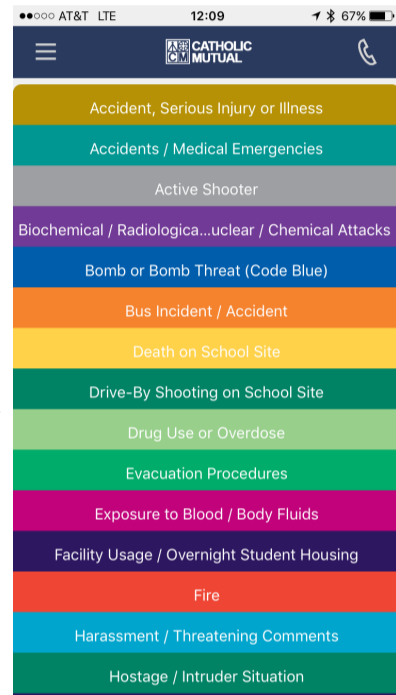 AT&T LTE 12:09 67%
CATHOLIC
MUTUAL
Accident, Serious Injury or Illness
Accidents / Medical Emergencies
Active Shooter
Biochemical / Radiologica...uclear / Chemical Attacks
Bomb or Bomb Threat (Code Blue)
Bus Incident / Accident
Death on School Site
Drive-By Shooting on School Site
Drug Use or Overdose
Evacuation Procedures
Exposure to Blood / Body Fluids
Facility Usage / Overnight Student Housing
Fire
Harassment / Threatening Comments
Hostage / Intruder Situation